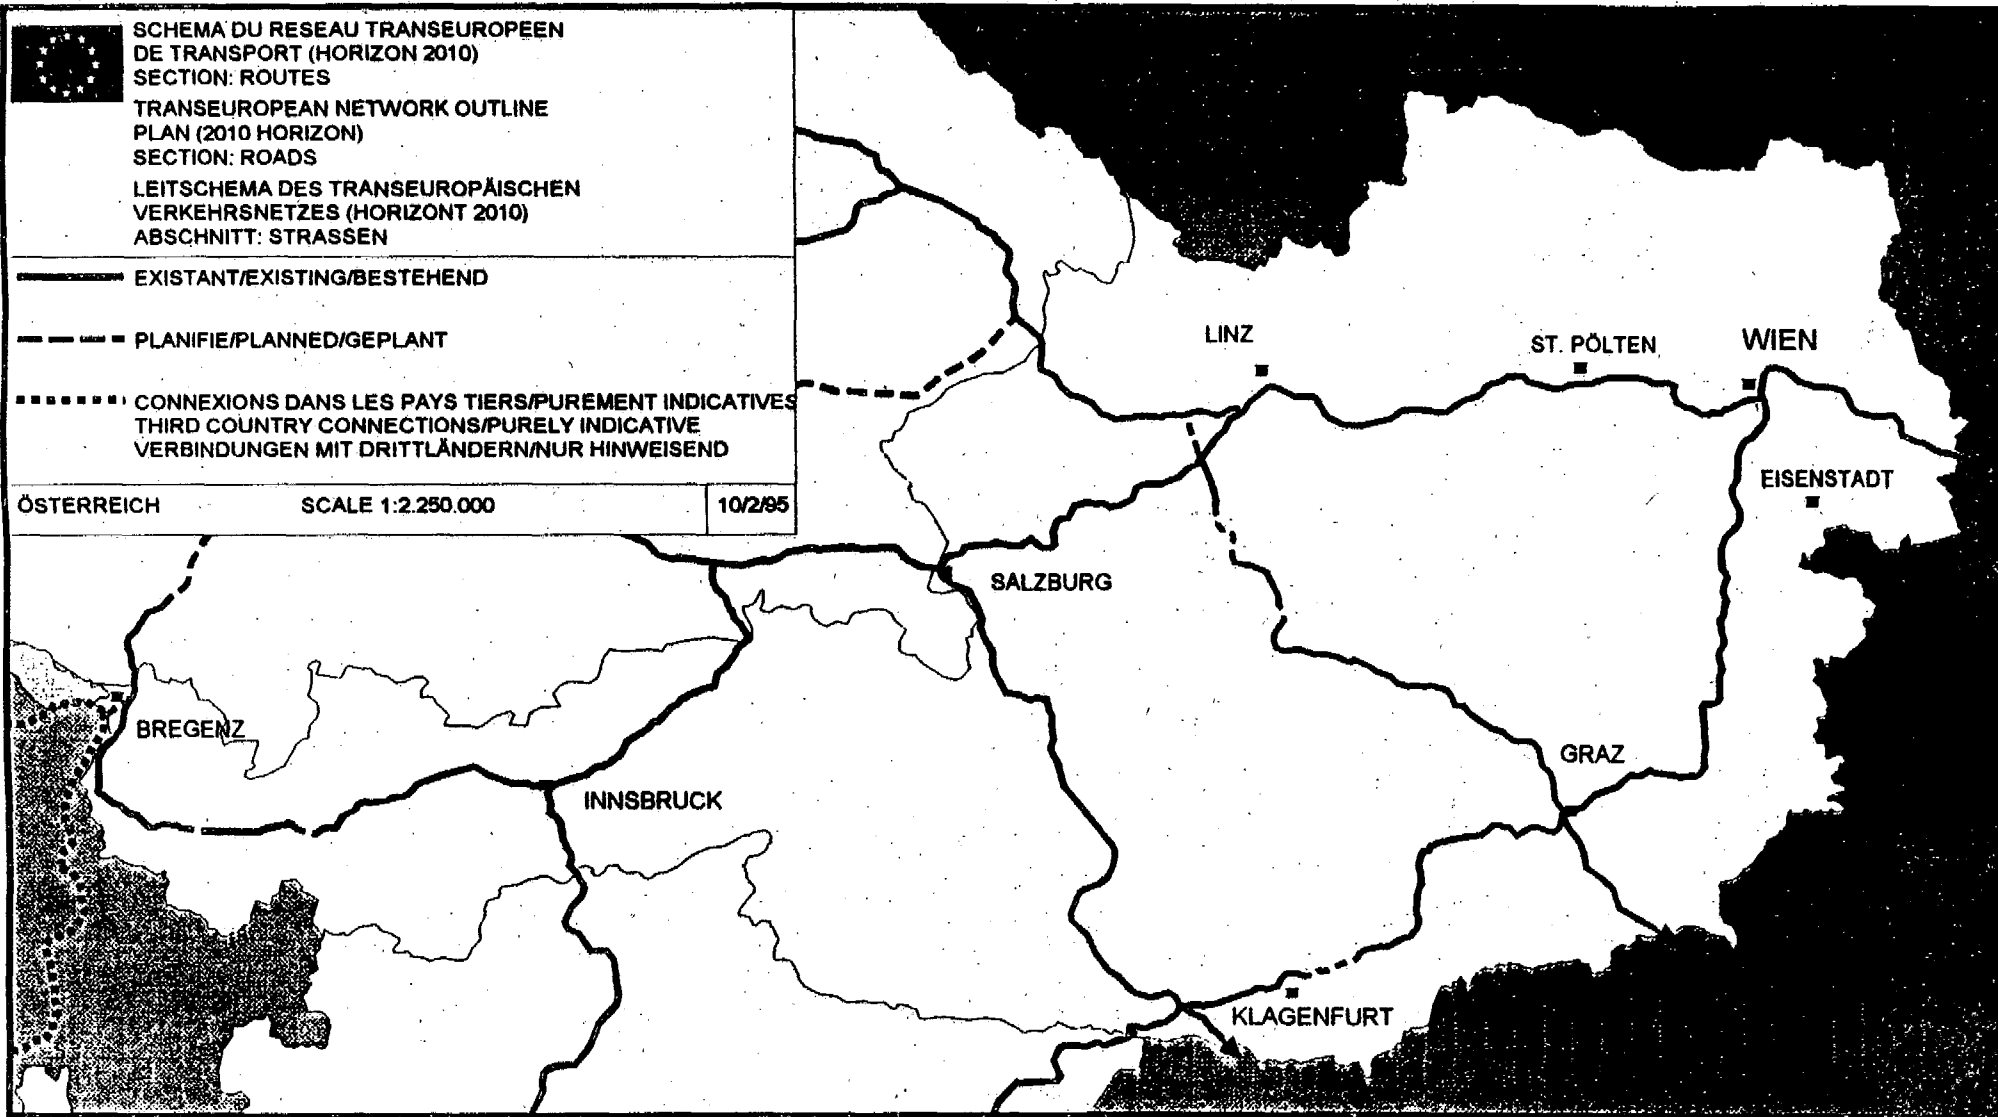 SCHEMA DU RESEAU TRANSEUROPEEN
DE TRANSPORT (HORIZON 2010)
SECTION: ROUTES
TRANSEUROPEAN NETWORK OUTLINE
PLAN (2010 HORIZON)
SECTION: ROADS
LEITSCHEMA DES TRANSEUROPÄISCHEN
VERKEHRSNETZES (HORIZONT 2010)
ABSCHNITT: STRASSEN
EXISTANT/EXISTING/BESTEHEND
PLANIFIE/PLANNED/GEPLANT
CONNEXIONS DANS LES PAYS TIERS/PUREMENT INDICATIVES
THIRD COUNTRY CONNECTIONS/PURELY INDICATIVE
VERBINDUNGEN MIT DRITTLÄNDERN/NUR HINWEISEND
ÖSTERREICH SCALE 1:2.250.000 10/2/95
LINZ
ST. PÖLTEN
WIEN
EISENSTADT
SALZBURG
BREGENZ
GRAZ
INNSBRUCK
KLAGENFURT